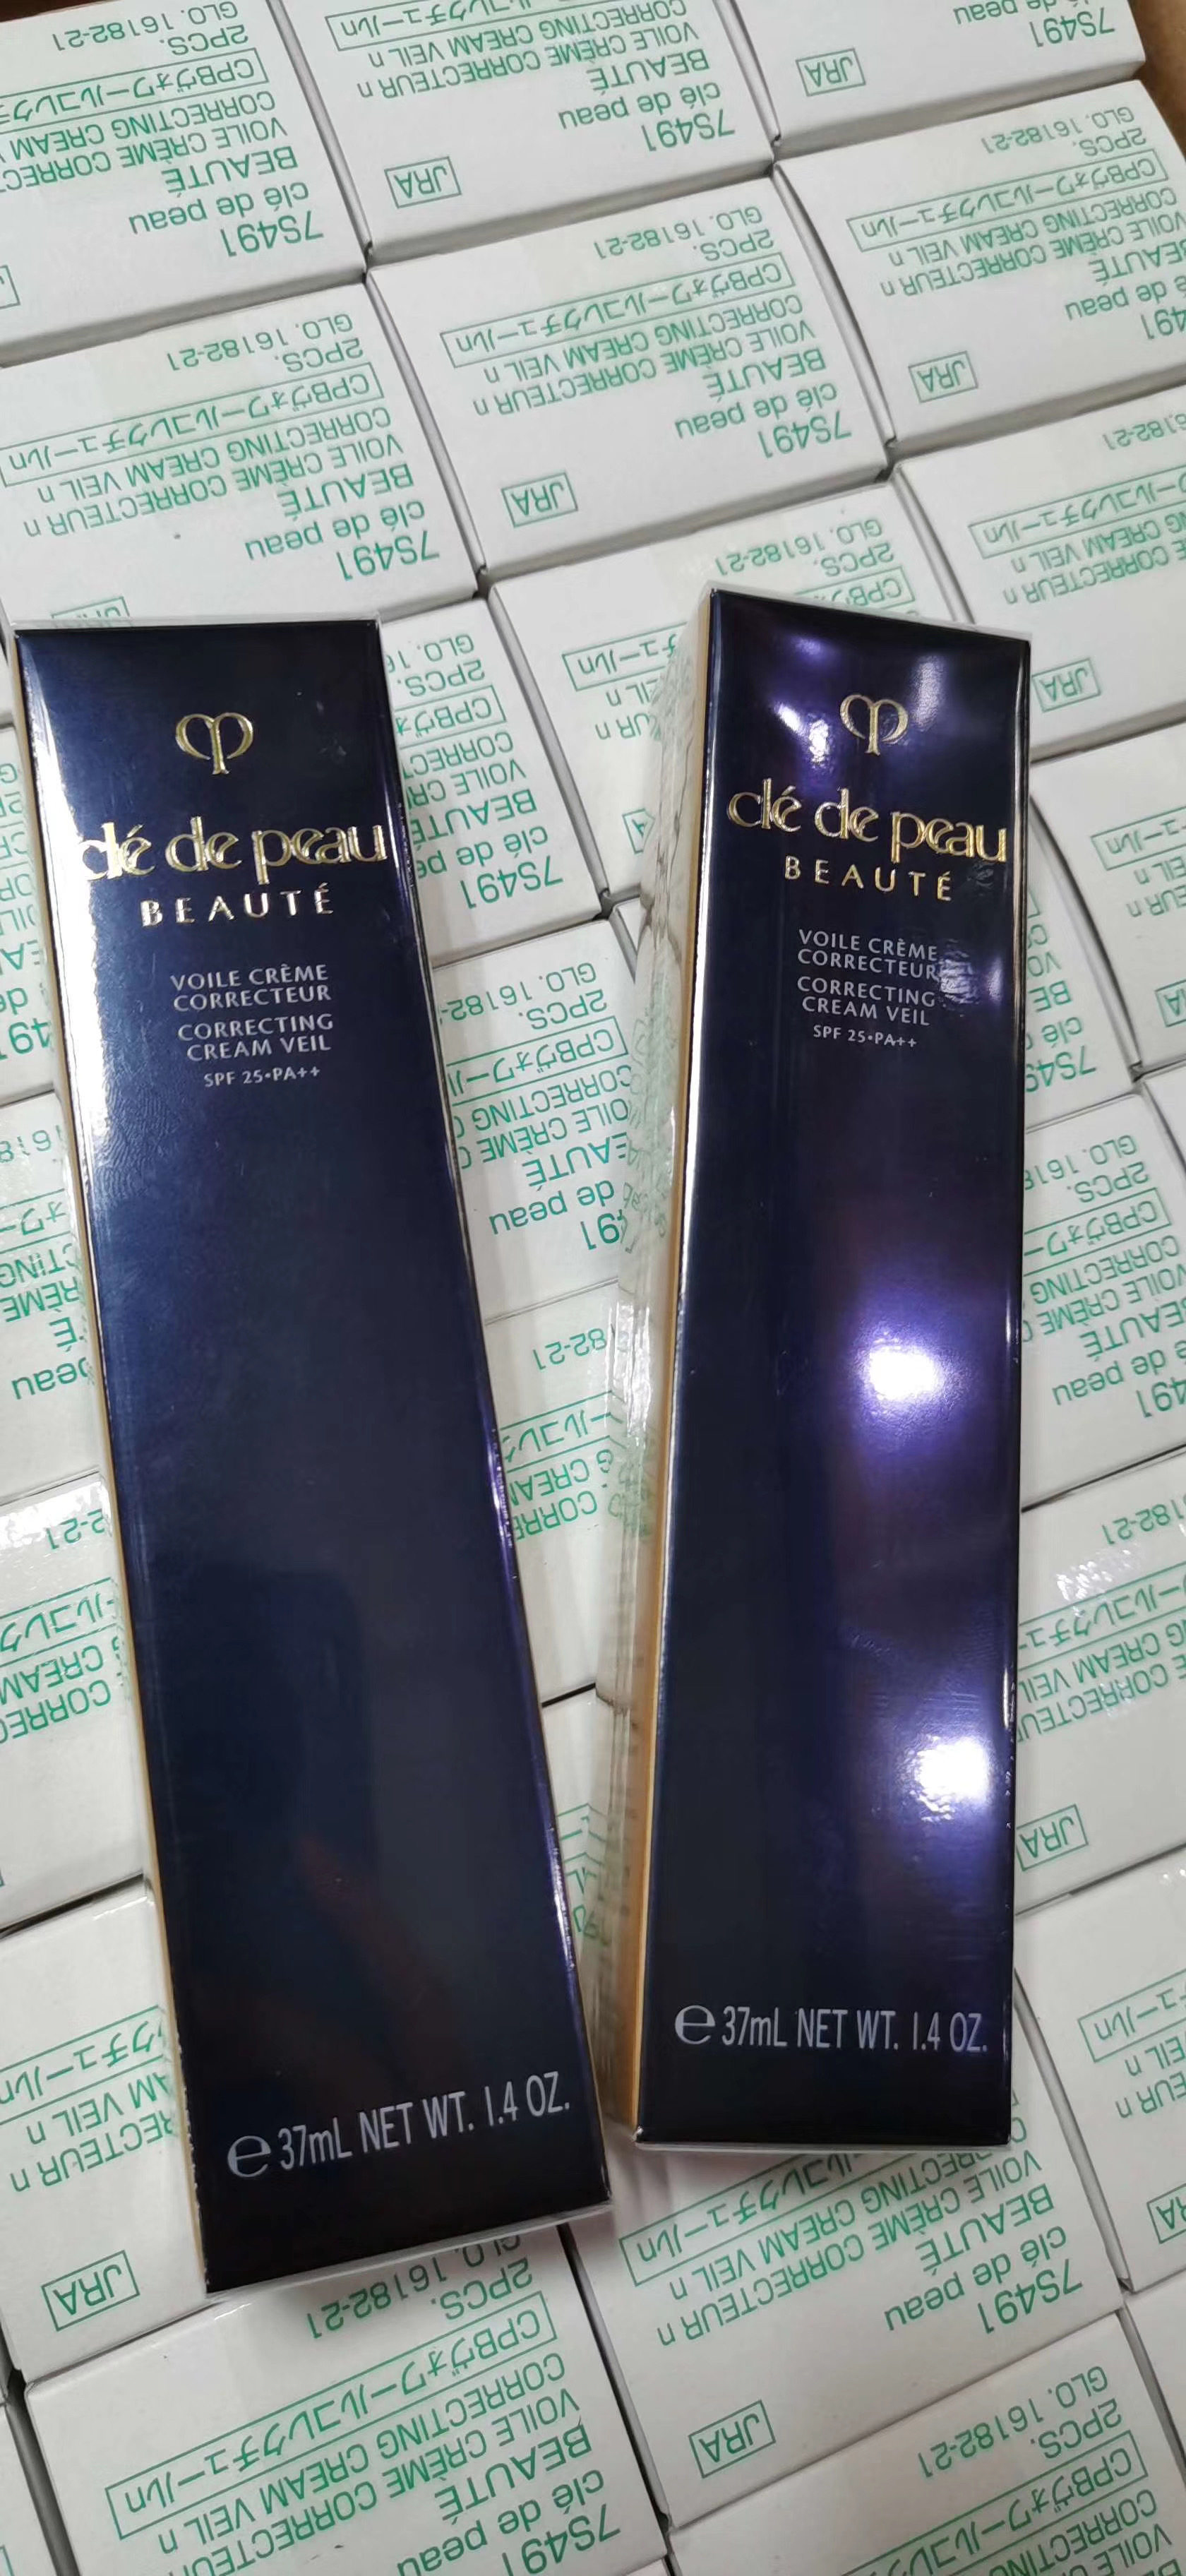 clé de peau
BEAUTÉ
VOILE CRÈME
CORRECTEUR
CORRECTING
CREAM VEIL
SPF 25•PA++
℮37mL NET WT. 1.4 OZ.
clé de peau
BEAUTÉ
VOILE CRÈME
CORRECTEUR
CORRECTING
CREAM VEIL
SPF 25•PA++
℮37mL NET WT. 1.4 OZ.
7S491
clé de peau
BEAUTÉ
VOILE CRÈME CORRECTEUR n
CORRECTING CREAM VEIL n
CPBヴォワールコレクチュールn
2PCS.
GLO. 16182-21
JRA